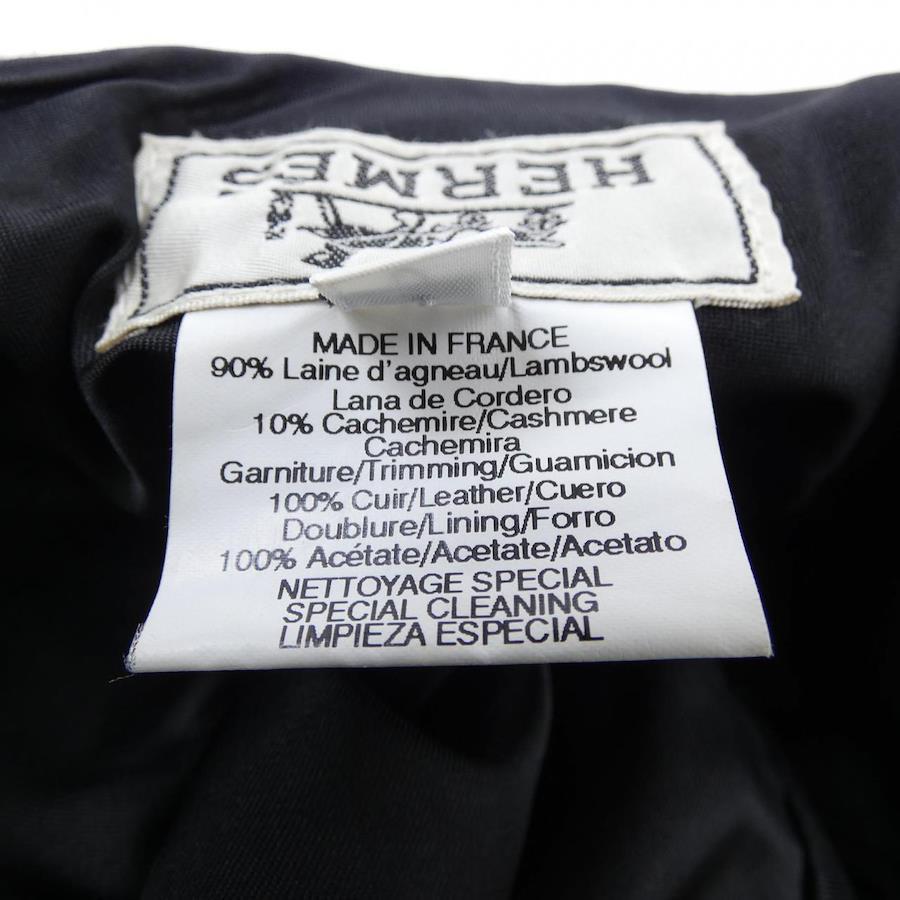 HERMES
MADE IN FRANCE
90% Laine d'agneau/Lambswool
Lana de Cordero
10% Cachemire/Cashmere
Cachemira
Garniture/Trimming/Guarnicion
100% Cuir/Leather/Cuero
Doublure/Lining/Forro
100% Acétate/Acetate/Acetato
NETTOYAGE SPECIAL
SPECIAL CLEANING
LIMPIEZA ESPECIAL